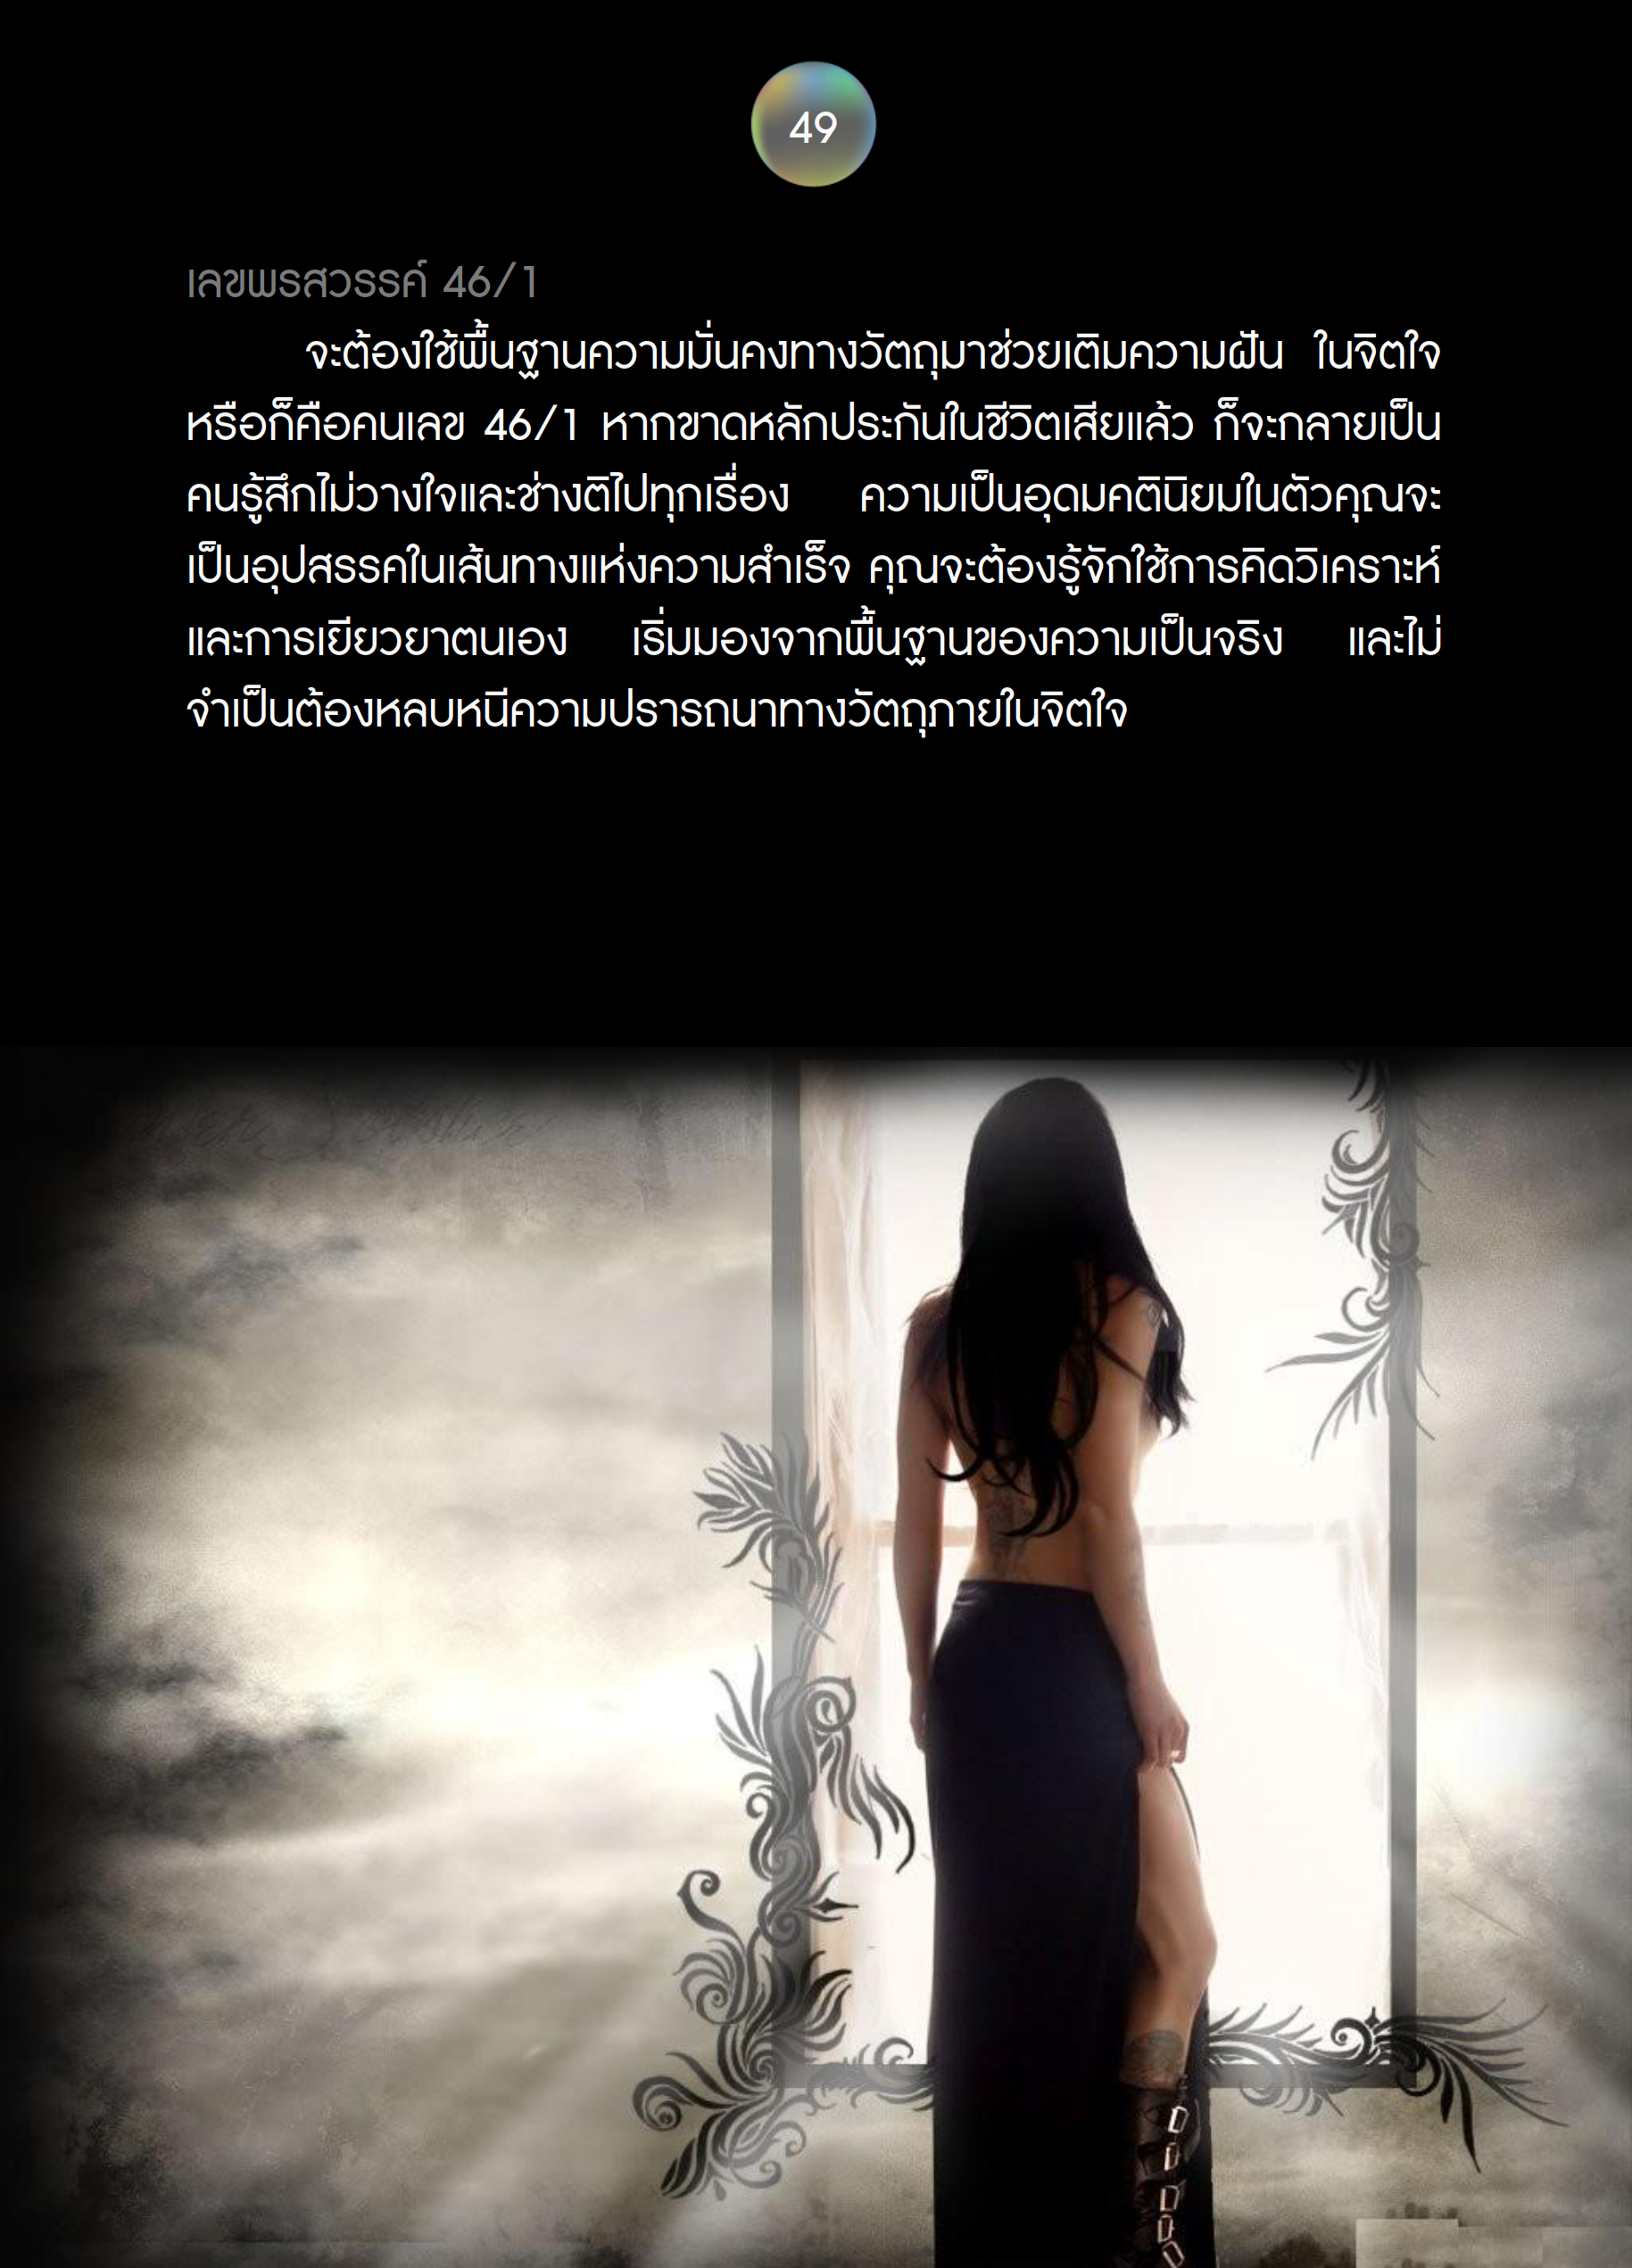 49
เลขพรสวรรค์ 46/1
จะต้องใช้พื้นฐานความมั่นคงทางวัตถุมาช่วยเติมความฝัน ในจิตใจ
หรือก็คือคนเลข 46/1 หากขาดหลักประกันในชีวิตเสียแล้ว ก็จะกลายเป็น
คนรู้สึกไม่วางใจและช่างติไปทุกเรื่อง ความเป็นอุดมคตินิยมในตัวคุณจะ
เป็นอุปสรรคในเส้นทางแห่งความสำเร็จ คุณจะต้องรู้จักใช้การคิดวิเคราะห์
และการเยียวยาตนเอง เริ่มมองจากพื้นฐานของความเป็นจริง และไม่
จำเป็นต้องหลบหนีความปรารถนาทางวัตถุภายในจิตใจ